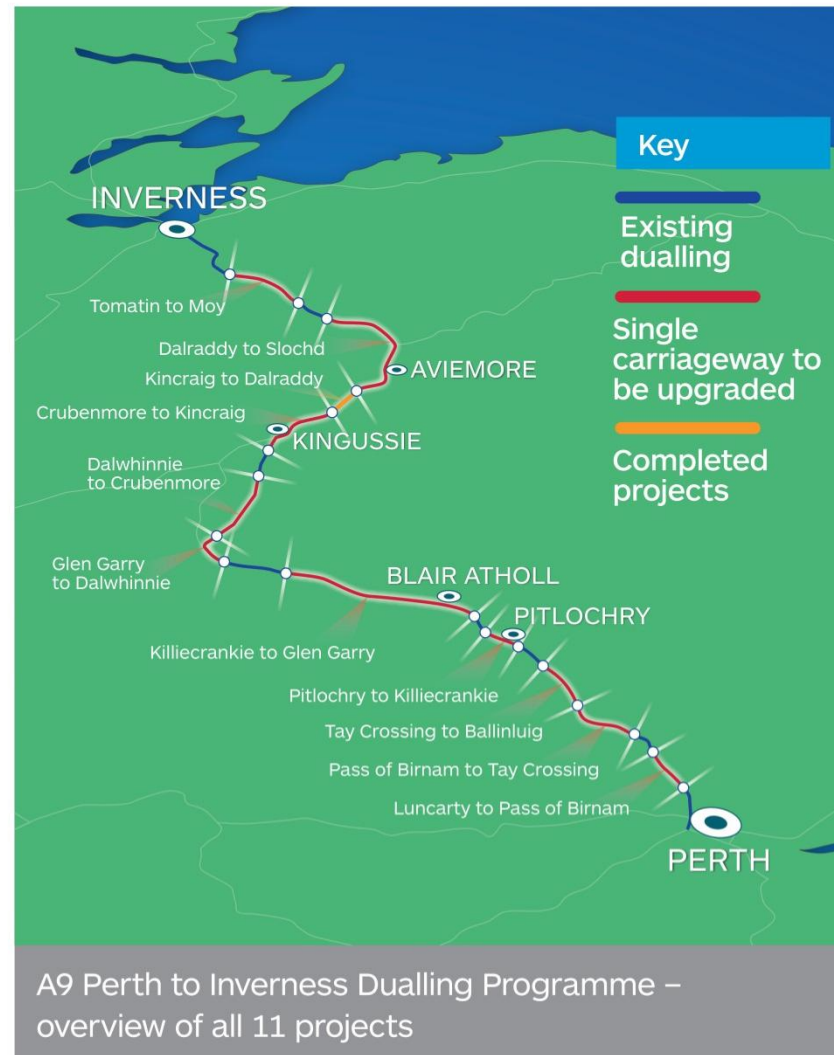 Key
INVERNESS
Existing
dualling
Tomatin to Moy
Single
carriageway to
be upgraded
Dalraddy to Slochd
AVIEMORE
Kincraig to Dalraddy
Crubenmore to Kincraig
KINGUSSIE
Completed
projects
Dalwhinnie
to Crubenmore
Glen Garry
to Dalwhinnie
BLAIR ATHOLL
PITLOCHRY
Killiecrankie to Glen Garry
Pitlochry to Killiecrankie
Tay Crossing to Ballinluig
Pass of Birnam to Tay Crossing
Luncarty to Pass of Birnam
PERTH
A9 Perth to Inverness Dualling Programme –
overview of all 11 projects